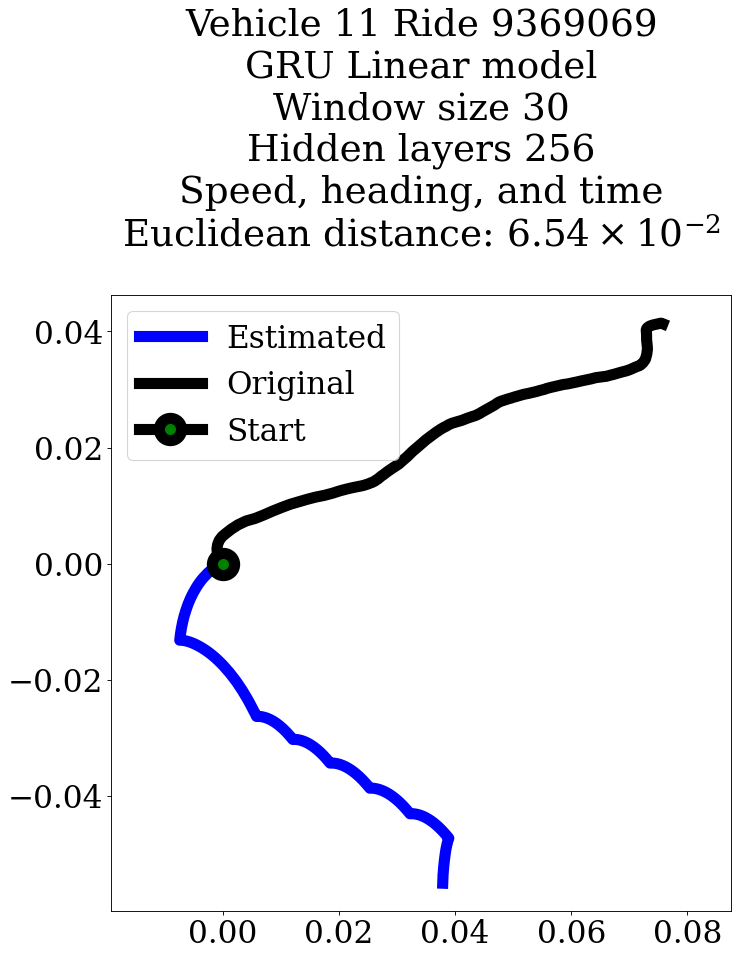 Vehicle 11 Ride 9369069
GRU Linear model
Window size 30
Hidden layers 256
Speed, heading, and time
Euclidean distance: 6.54 × 10⁻²
Estimated
Original
Start
0.04
0.02
0.00
−0.02
−0.04
0.00 0.02 0.04 0.06 0.08